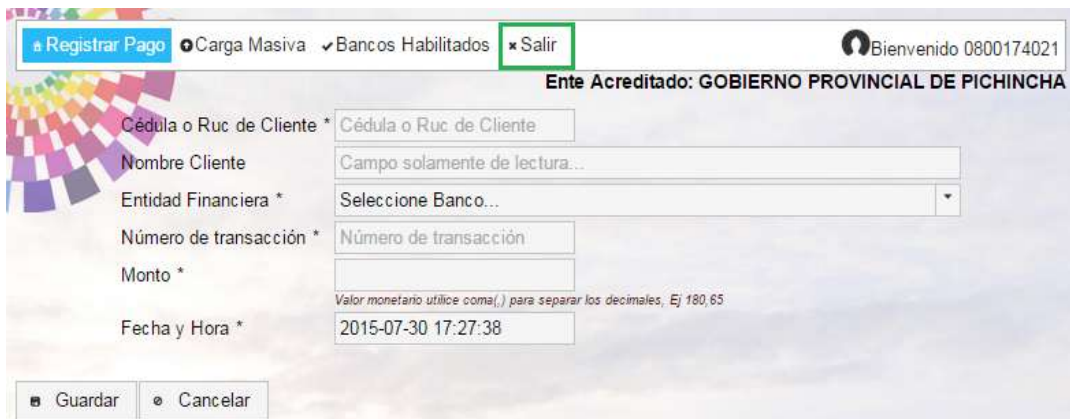 Registrar Pago Carga Masiva Bancos Habilitados Salir Bienvenido 0800174021
Ente Acreditado: GOBIERNO PROVINCIAL DE PICHINCHA
Cédula o Ruc de Cliente * Cédula o Ruc de Cliente
Nombre Cliente Campo solamente de lectura...
Entidad Financiera * Seleccione Banco...
Número de transacción * Número de transacción
Monto *
Valor monetario utilice coma(,) para separar los decimales, Ej 180,65
Fecha y Hora * 2015-07-30 17:27:38
Guardar Cancelar